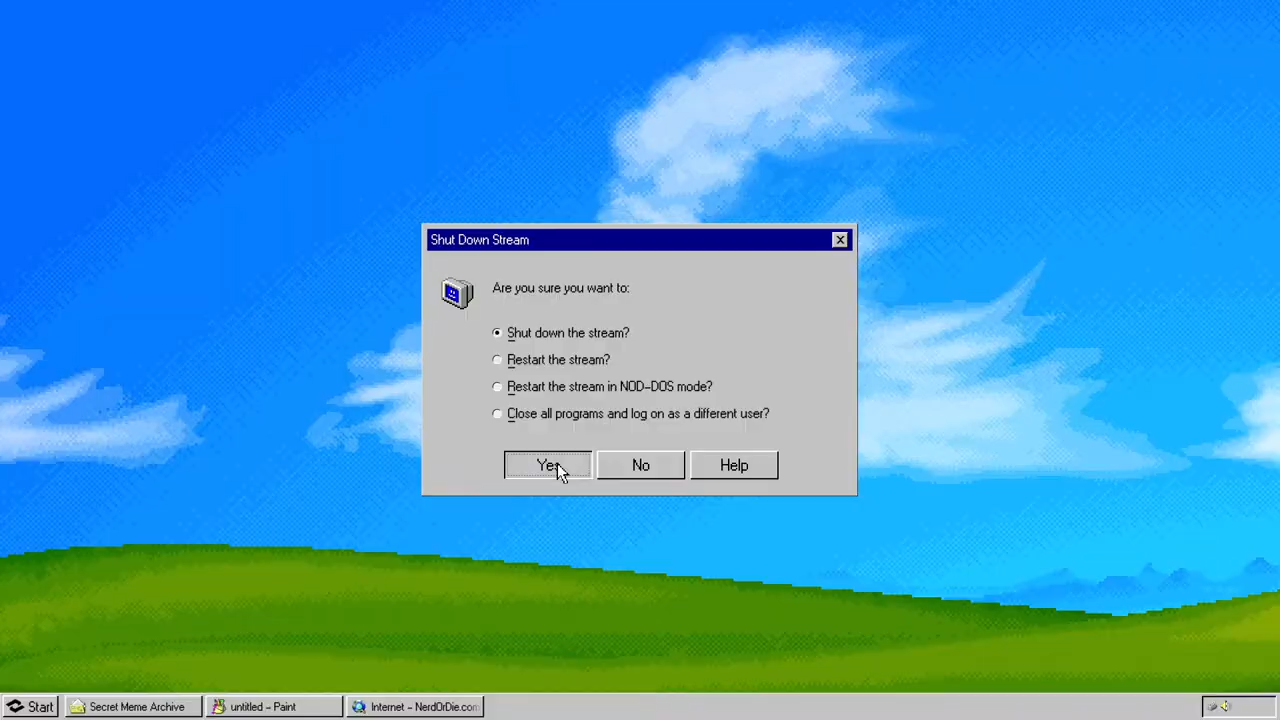 Shut Down Stream
Are you sure you want to:
Shut down the stream?
Restart the stream?
Restart the stream in NOD-DOS mode?
Close all programs and log on as a different user?
Yes No Help
Start Secret Meme Archive untitled - Paint Internet - NerdOrDie.com